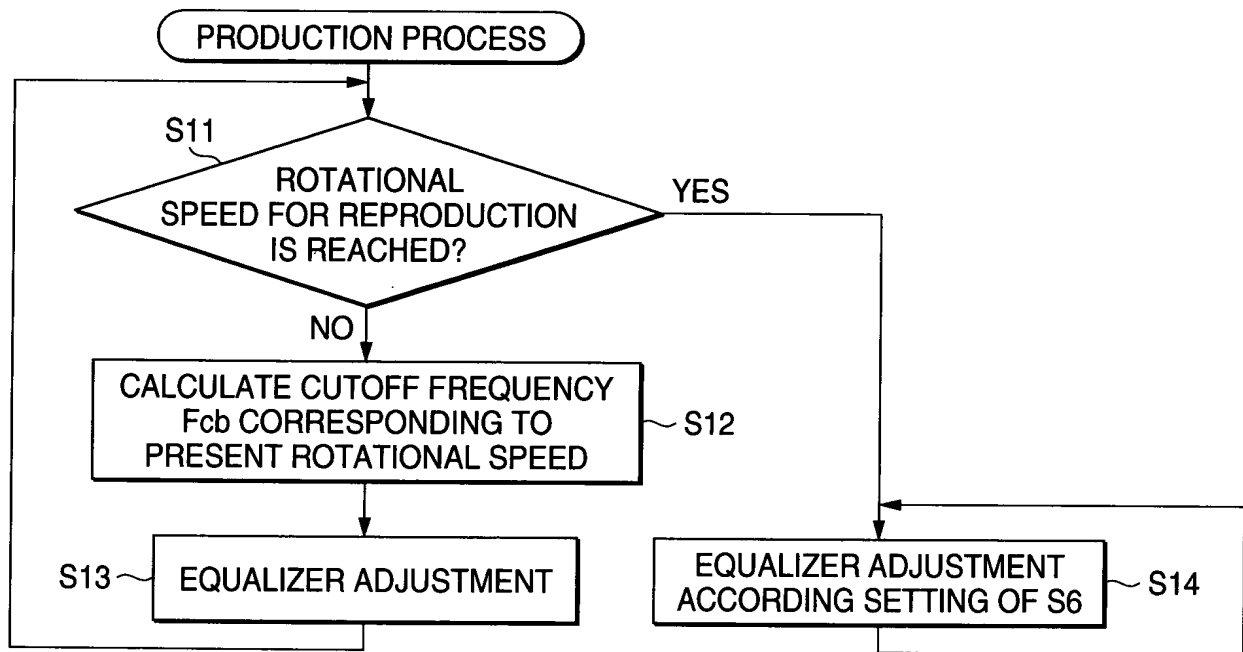 PRODUCTION PROCESS
S11
ROTATIONAL
SPEED FOR REPRODUCTION
IS REACHED?
YES
NO
CALCULATE CUTOFF FREQUENCY
Fcb CORRESPONDING TO
PRESENT ROTATIONAL SPEED
S12
S13
EQUALIZER ADJUSTMENT
EQUALIZER ADJUSTMENT
ACCORDING SETTING OF S6
S14